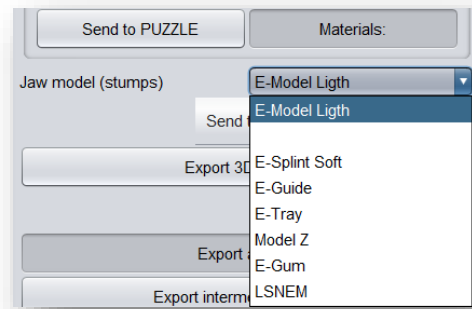 Send to PUZZLE Materials:
Jaw model (stumps) E-Model Ligth
E-Model Ligth
Send
E-Splint Soft
Export 3D
E-Guide
E-Tray
Model Z
Export
E-Gum
Export LSNEM